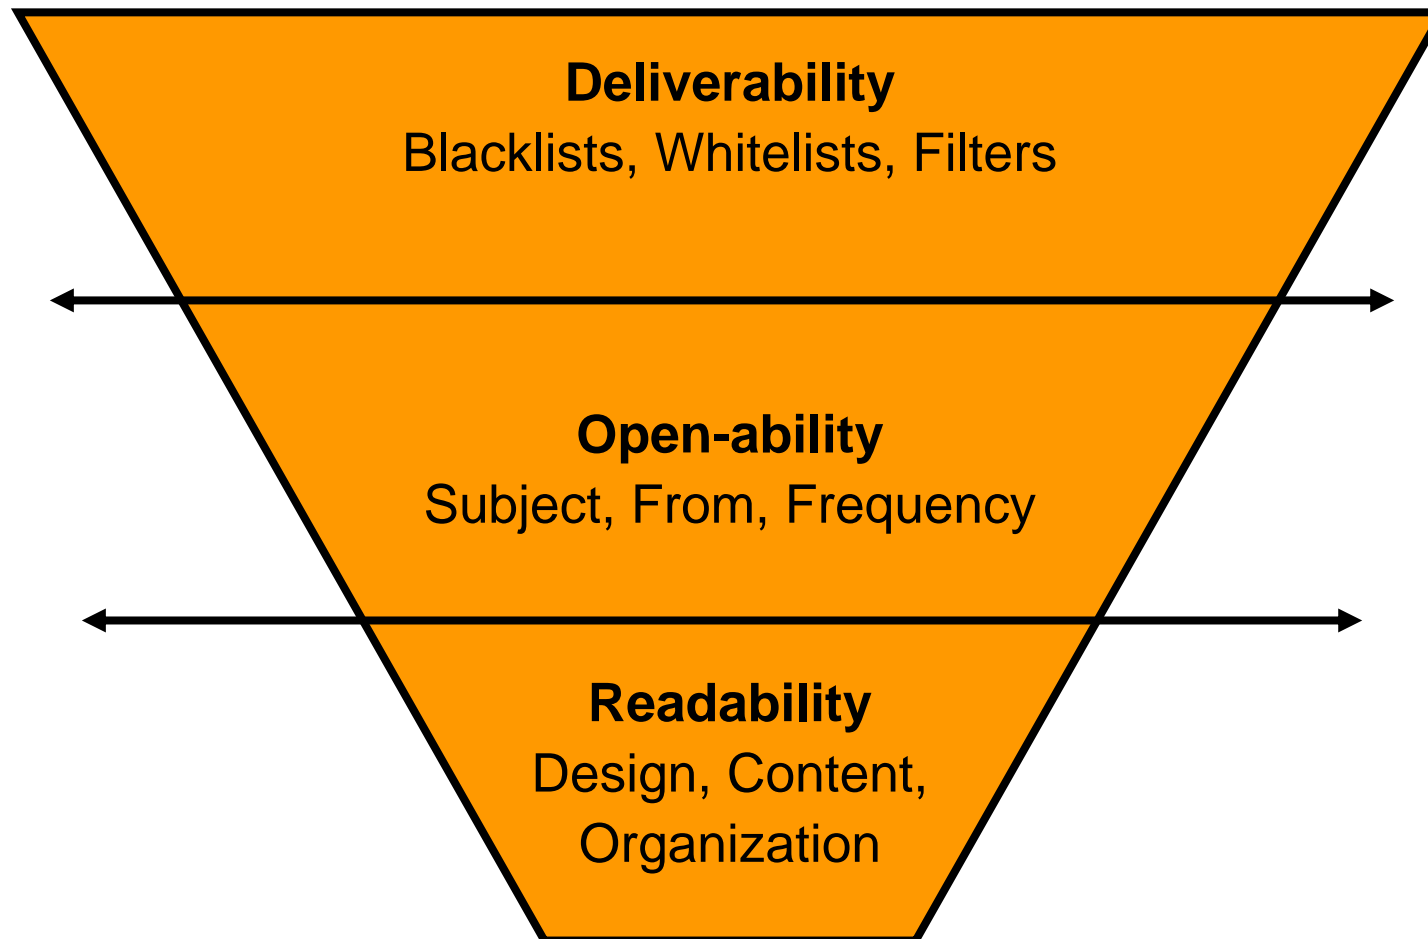 Deliverability
Blacklists, Whitelists, Filters
Open-ability
Subject, From, Frequency
Readability
Design, Content,
Organization